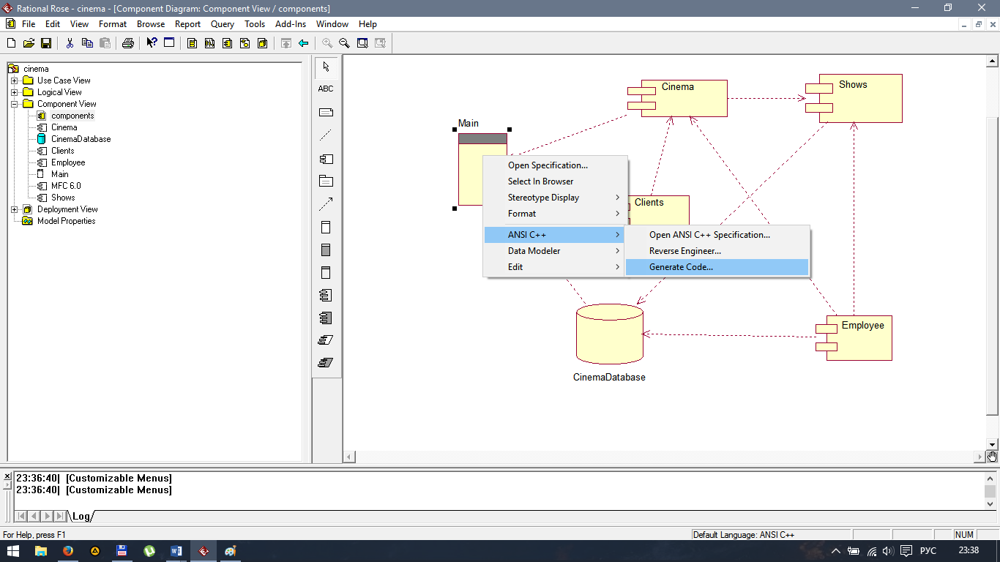 Rational Rose - cinema - [Component Diagram: Component View / components]
File Edit View Format Browse Report Query Tools Add-Ins Window Help
cinema
Use Case View
Logical View
Component View
components
Cinema
CinemaDatabase
Clients
Employee
Main
MFC 6.0
Shows
Deployment View
Model Properties
ABC
Cinema
Shows
Main
Clients
Employee
CinemaDatabase
Open Specification...
Select In Browser
Stereotype Display
Format
ANSI C++
Data Modeler
Edit
Open ANSI C++ Specification...
Reverse Engineer...
Generate Code...
23:36:40| [Customizable Menus]
23:36:40| [Customizable Menus]
Log
For Help, press F1
Default Language: ANSI C++
NUM
РУС
23:38